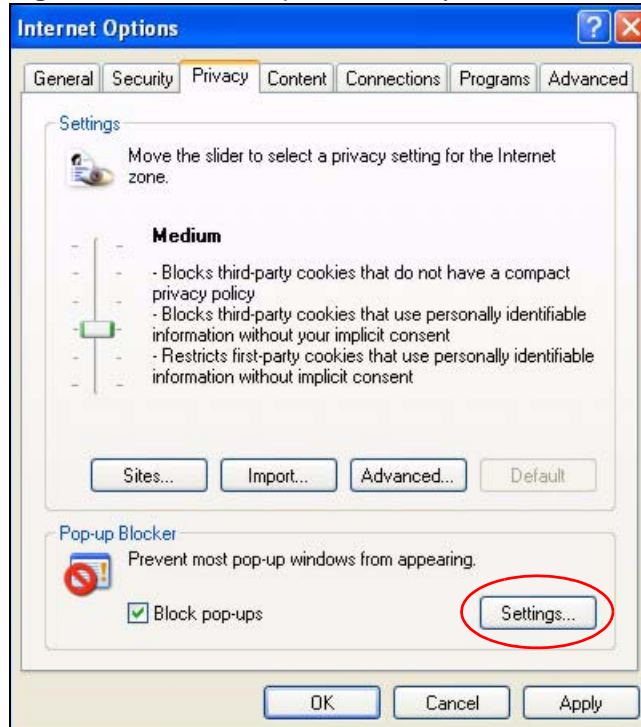 Internet Options
General Security Privacy Content Connections Programs Advanced
Settings
Move the slider to select a privacy setting for the Internet
zone.
Medium
- Blocks third-party cookies that do not have a compact
privacy policy
- Blocks third-party cookies that use personally identifiable
information without your implicit consent
- Restricts first-party cookies that use personally identifiable
information without implicit consent
Sites... Import... Advanced... Default
Pop-up Blocker
Prevent most pop-up windows from appearing.
Block pop-ups Settings...
OK Cancel Apply